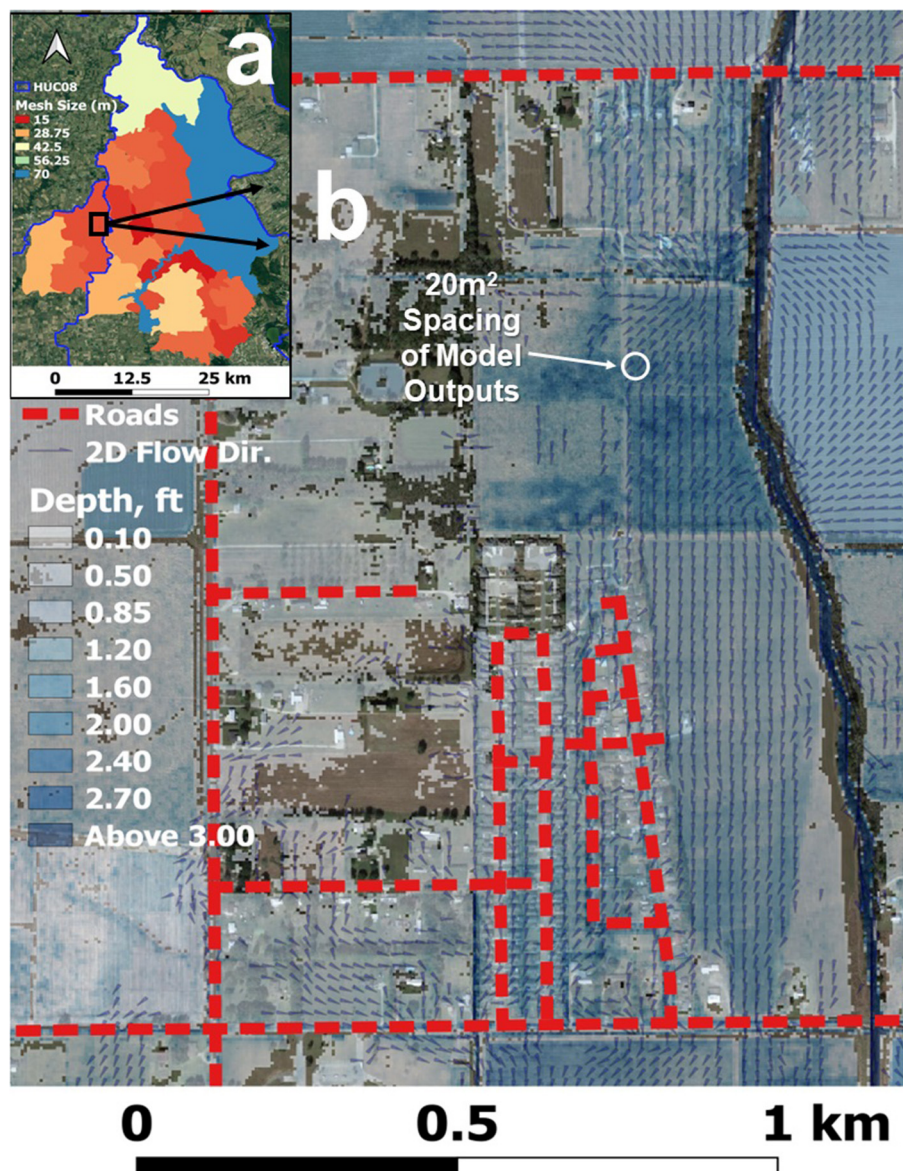 a
HUC08
Mesh Size (m)
15
28.75
42.5
56.25
70
0 12.5 25 km
b
20m²
Spacing
of Model
Outputs
Roads
2D Flow Dir.
Depth, ft
0.10
0.50
0.85
1.20
1.60
2.00
2.40
2.70
Above 3.00
0 0.5 1 km